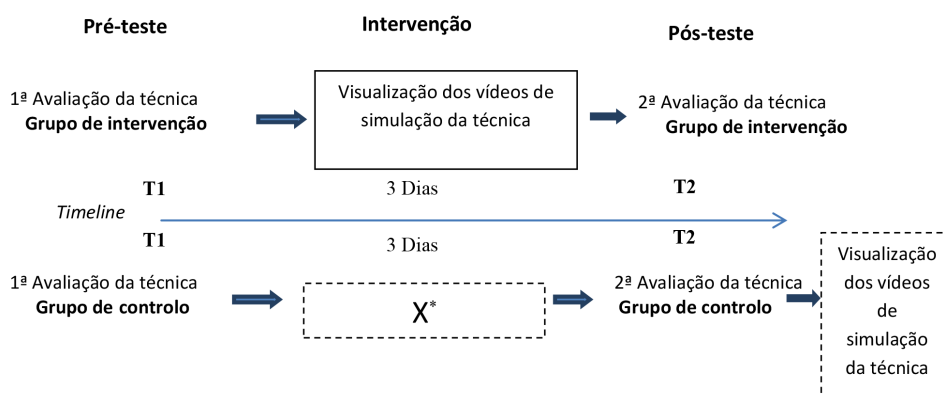 Pré-teste
Intervenção
Pós-teste
1ª Avaliação da técnica
Grupo de intervenção
Visualização dos vídeos de
simulação da técnica
2ª Avaliação da técnica
Grupo de intervenção
T1
3 Dias
T2
Timeline
T1
3 Dias
T2
1ª Avaliação da técnica
Grupo de controlo
X*
2ª Avaliação da técnica
Grupo de controlo
Visualização
dos vídeos
de
simulação
da técnica